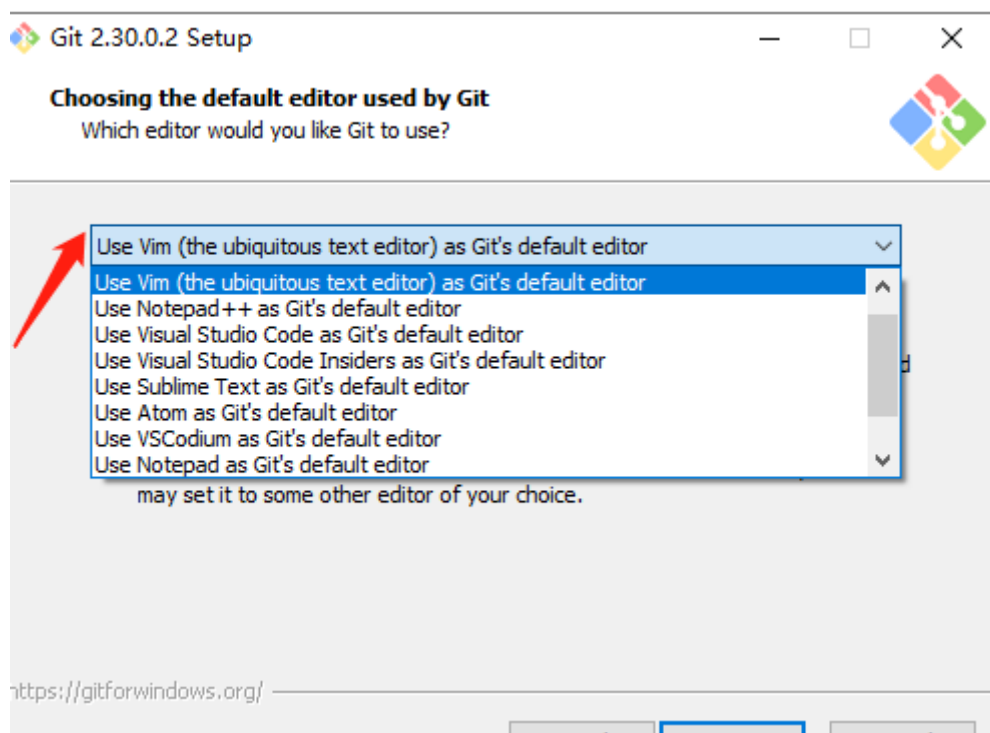 Git 2.30.0.2 Setup
Choosing the default editor used by Git
Which editor would you like Git to use?
Use Vim (the ubiquitous text editor) as Git's default editor
Use Vim (the ubiquitous text editor) as Git's default editor
Use Notepad++ as Git's default editor
Use Visual Studio Code as Git's default editor
Use Visual Studio Code Insiders as Git's default editor
Use Sublime Text as Git's default editor
Use Atom as Git's default editor
Use VSCodium as Git's default editor
Use Notepad as Git's default editor
may set it to some other editor of your choice.
https://gitforwindows.org/